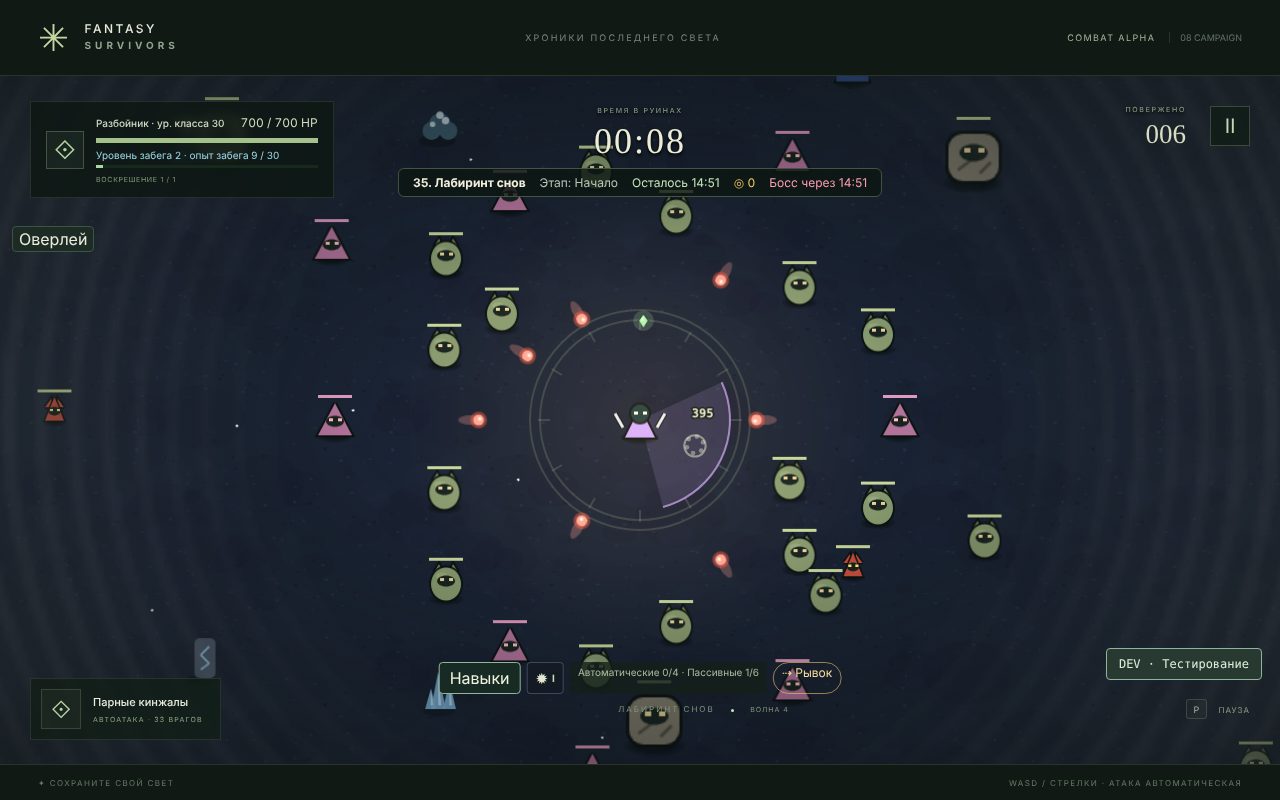 FANTASY
SURVIVORS
ХРОНИКИ ПОСЛЕДНЕГО СВЕТА
COMBAT ALPHA
08 CAMPAIGN
Разбойник · ур. класса 30
700 / 700 HP
Уровень забега 2 · опыт забега 9 / 30
ВОСКРЕШЕНИЕ 1 / 1
ВРЕМЯ В РУИНАХ
00:08
35. Лабиринт снов Этап: Начало Осталось 14:51 ◎ 0 Босс через 14:51
ПОВЕРЖЕНО
006
II
Оверлей
395
Навыки
I
Автоматические 0/4 · Пассивные 1/6
Рывок
ЛАБИРИНТ СНОВ • ВОЛНА 4
Парные кинжалы
АВТОАТАКА · 33 ВРАГОВ
DEV · Тестирование
P ПАУЗА
✦ СОХРАНИТЕ СВОЙ СВЕТ
WASD / СТРЕЛКИ · АТАКА АВТОМАТИЧЕСКАЯ